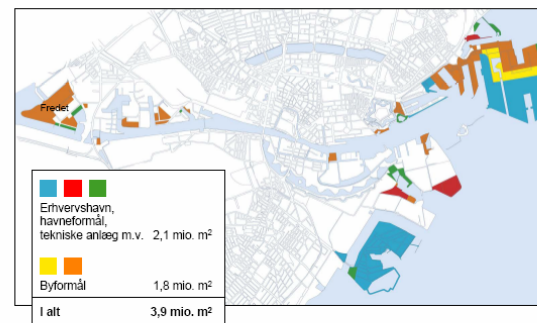 Fredet
Erhvervshavn,
havneformål,
tekniske anlæg m.v. 2,1 mio. m²
Byformål 1,8 mio. m²
I alt 3,9 mio. m²